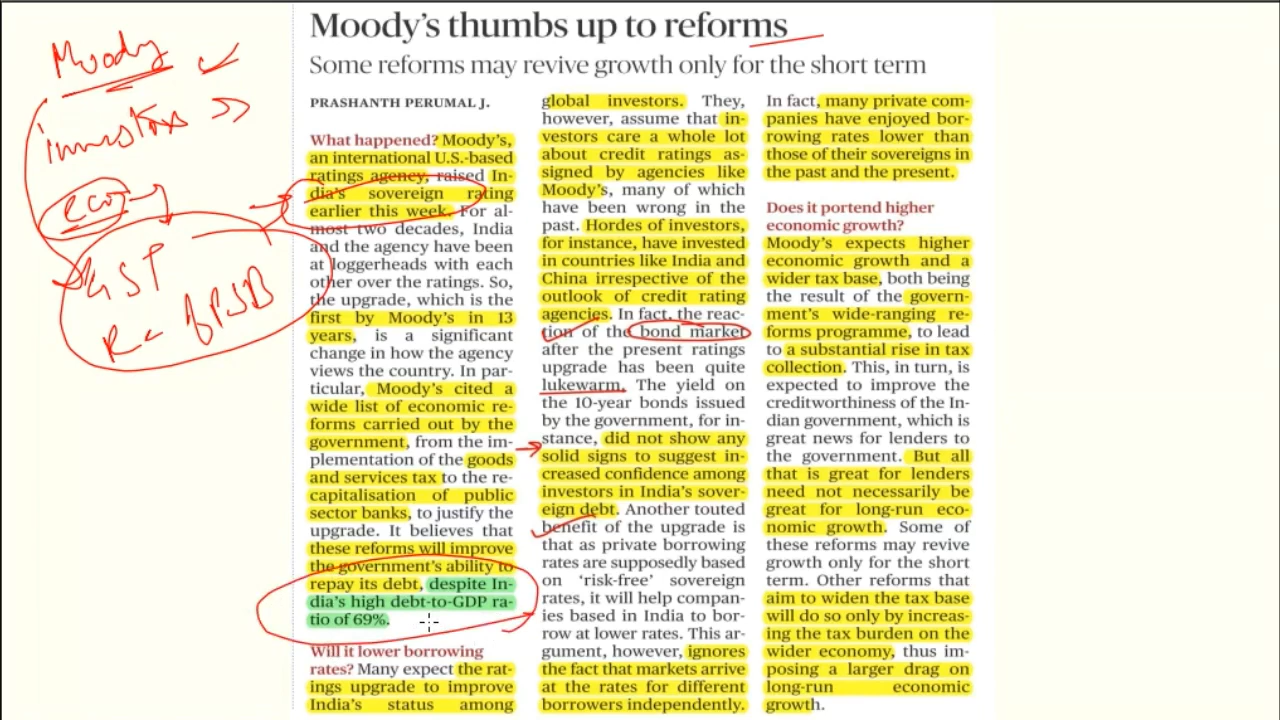 Moody
investors
GST
Moody's thumbs up to reforms
Some reforms may revive growth only for the short term
PRASHANTH PERUMAL J.
What happened? Moody's,
an international U.S.-based
ratings agency, raised In-
dia's sovereign rating
earlier this week. For al-
most two decades, India
and the agency have been
at loggerheads with each
other over the ratings. So,
the upgrade, which is the
first by Moody's in 13
years, is a significant
change in how the agency
views the country. In par-
ticular, Moody's cited a
wide list of economic re-
forms carried out by the
government, from the im-
plementation of the goods
and services tax to the re-
capitalisation of public
sector banks, to justify the
upgrade. It believes that
these reforms will improve
the government's ability to
repay its debt, despite In-
dia's high debt-to-GDP ra-
tio of 69%.
Will it lower borrowing
rates? Many expect the rat-
ings upgrade to improve
India's status among
global investors. They,
however, assume that in-
vestors care a whole lot
about credit ratings as-
signed by agencies like
Moody's, many of which
have been wrong in the
past. Hordes of investors,
for instance, have invested
in countries like India and
China irrespective of the
outlook of credit rating
agencies. In fact, the reac-
tion of the bond market
after the present ratings
upgrade has been quite
lukewarm. The yield on
the 10-year bonds issued
by the government, for in-
stance, did not show any
solid signs to suggest in-
creased confidence among
investors in India's sover-
eign debt. Another touted
benefit of the upgrade is
that as private borrowing
rates are supposedly based
on ‘risk-free’ sovereign
rates, it will help compan-
ies based in India to bor-
row at lower rates. This ar-
gument, however, ignores
the fact that markets arrive
at the rates for different
borrowers independently.
In fact, many private com-
panies have enjoyed bor-
rowing rates lower than
those of their sovereigns in
the past and the present.
Does it portend higher
economic growth?
Moody's expects higher
economic growth and a
wider tax base, both being
the result of the govern-
ment's wide-ranging re-
forms programme, to lead
to a substantial rise in tax
collection. This, in turn, is
expected to improve the
creditworthiness of the In-
dian government, which is
great news for lenders to
the government. But all
that is great for lenders
need not necessarily be
great for long-run eco-
nomic growth. Some of
these reforms may revive
growth only for the short
term. Other reforms that
aim to widen the tax base
will do so only by increas-
ing the tax burden on the
wider economy, thus im-
posing a larger drag on
long-run economic
growth.